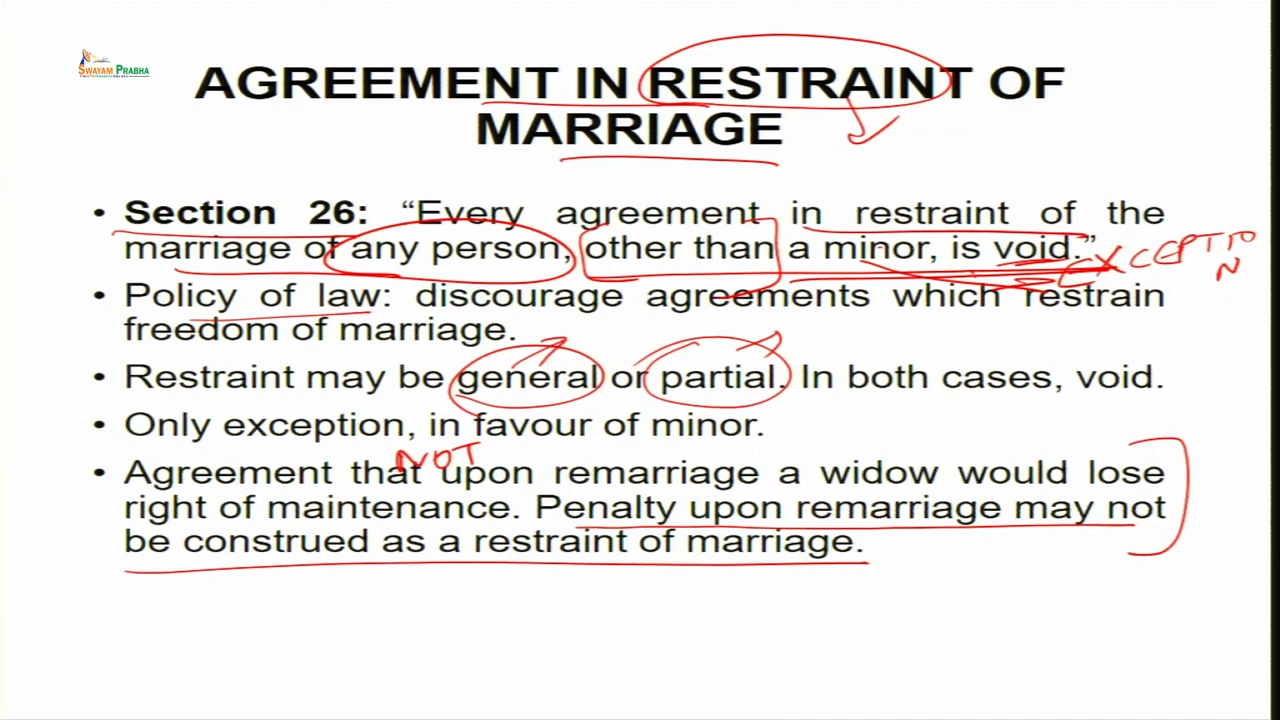 SWAYAM PRABHA
AGREEMENT IN RESTRAINT OF
MARRIAGE
• Section 26: “Every agreement in restraint of the
marriage of any person, other than a minor, is void.”
EXCEPTIO
N
• Policy of law: discourage agreements which restrain
freedom of marriage.
• Restraint may be general or partial. In both cases, void.
• Only exception, in favour of minor.
NOT
• Agreement that upon remarriage a widow would lose
right of maintenance. Penalty upon remarriage may not
be construed as a restraint of marriage.